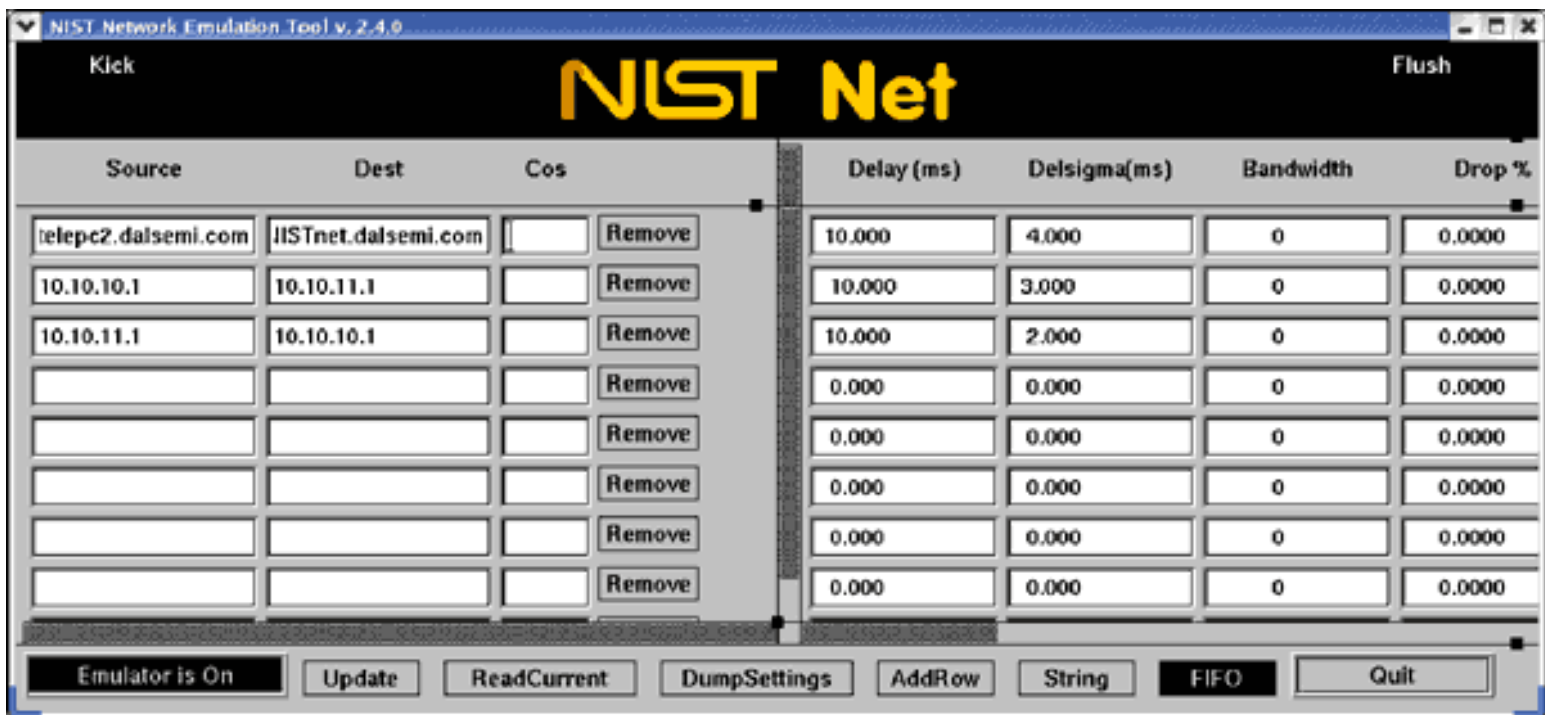 NIST Network Emulation Tool v. 2.4.0
Kick NIST Net Flush
Source Dest Cos Delay (ms) Delsigma(ms) Bandwidth Drop %
telepc2.dalsemi.com IISTnet.dalsemi.com Remove 10.000 4.000 0 0.0000
10.10.10.1 10.10.11.1 Remove 10.000 3.000 0 0.0000
10.10.11.1 10.10.10.1 Remove 10.000 2.000 0 0.0000
Remove 0.000 0.000 0 0.0000
Remove 0.000 0.000 0 0.0000
Remove 0.000 0.000 0 0.0000
Remove 0.000 0.000 0 0.0000
Remove 0.000 0.000 0 0.0000
Emulator is On Update ReadCurrent DumpSettings AddRow String FIFO Quit